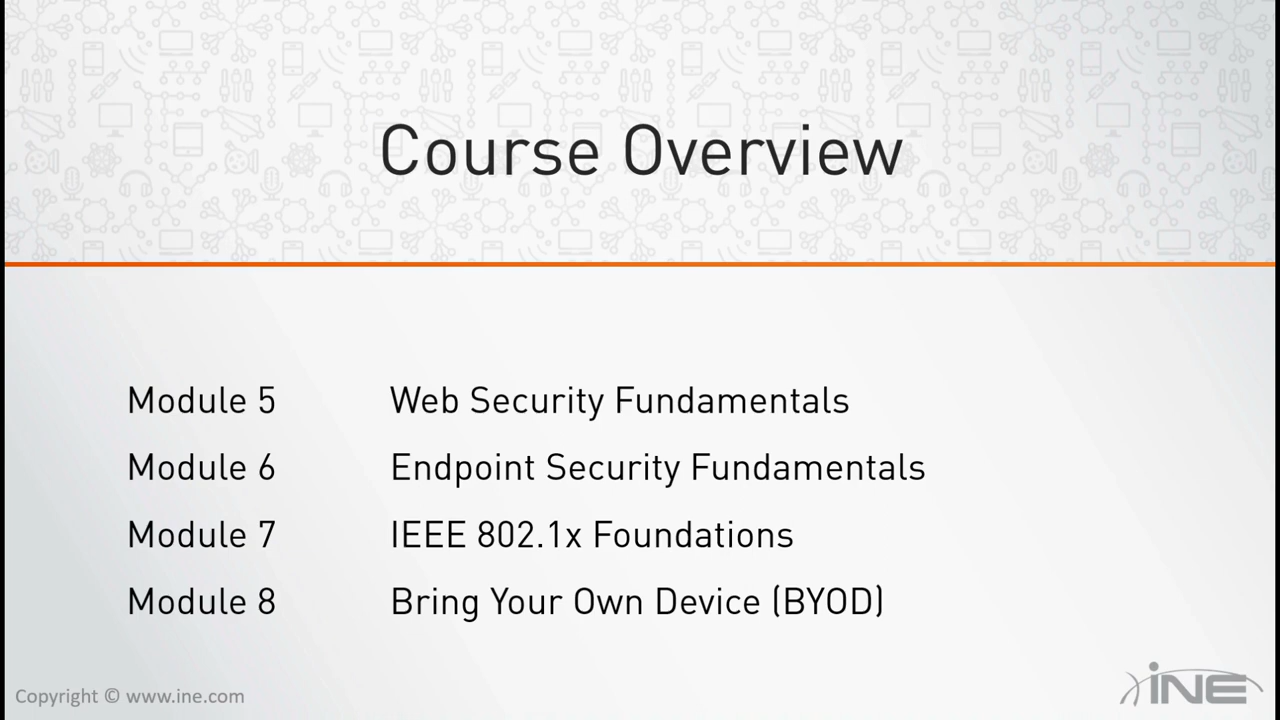 Course Overview
Module 5 Web Security Fundamentals
Module 6 Endpoint Security Fundamentals
Module 7 IEEE 802.1x Foundations
Module 8 Bring Your Own Device (BYOD)
Copyright © www.ine.com
iNE